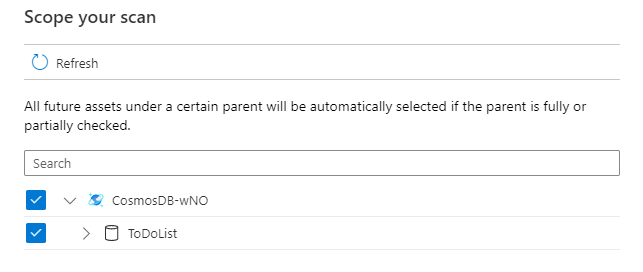 Scope your scan
Refresh
All future assets under a certain parent will be automatically selected if the parent is fully or
partially checked.
Search
CosmosDB-wNO
ToDoList